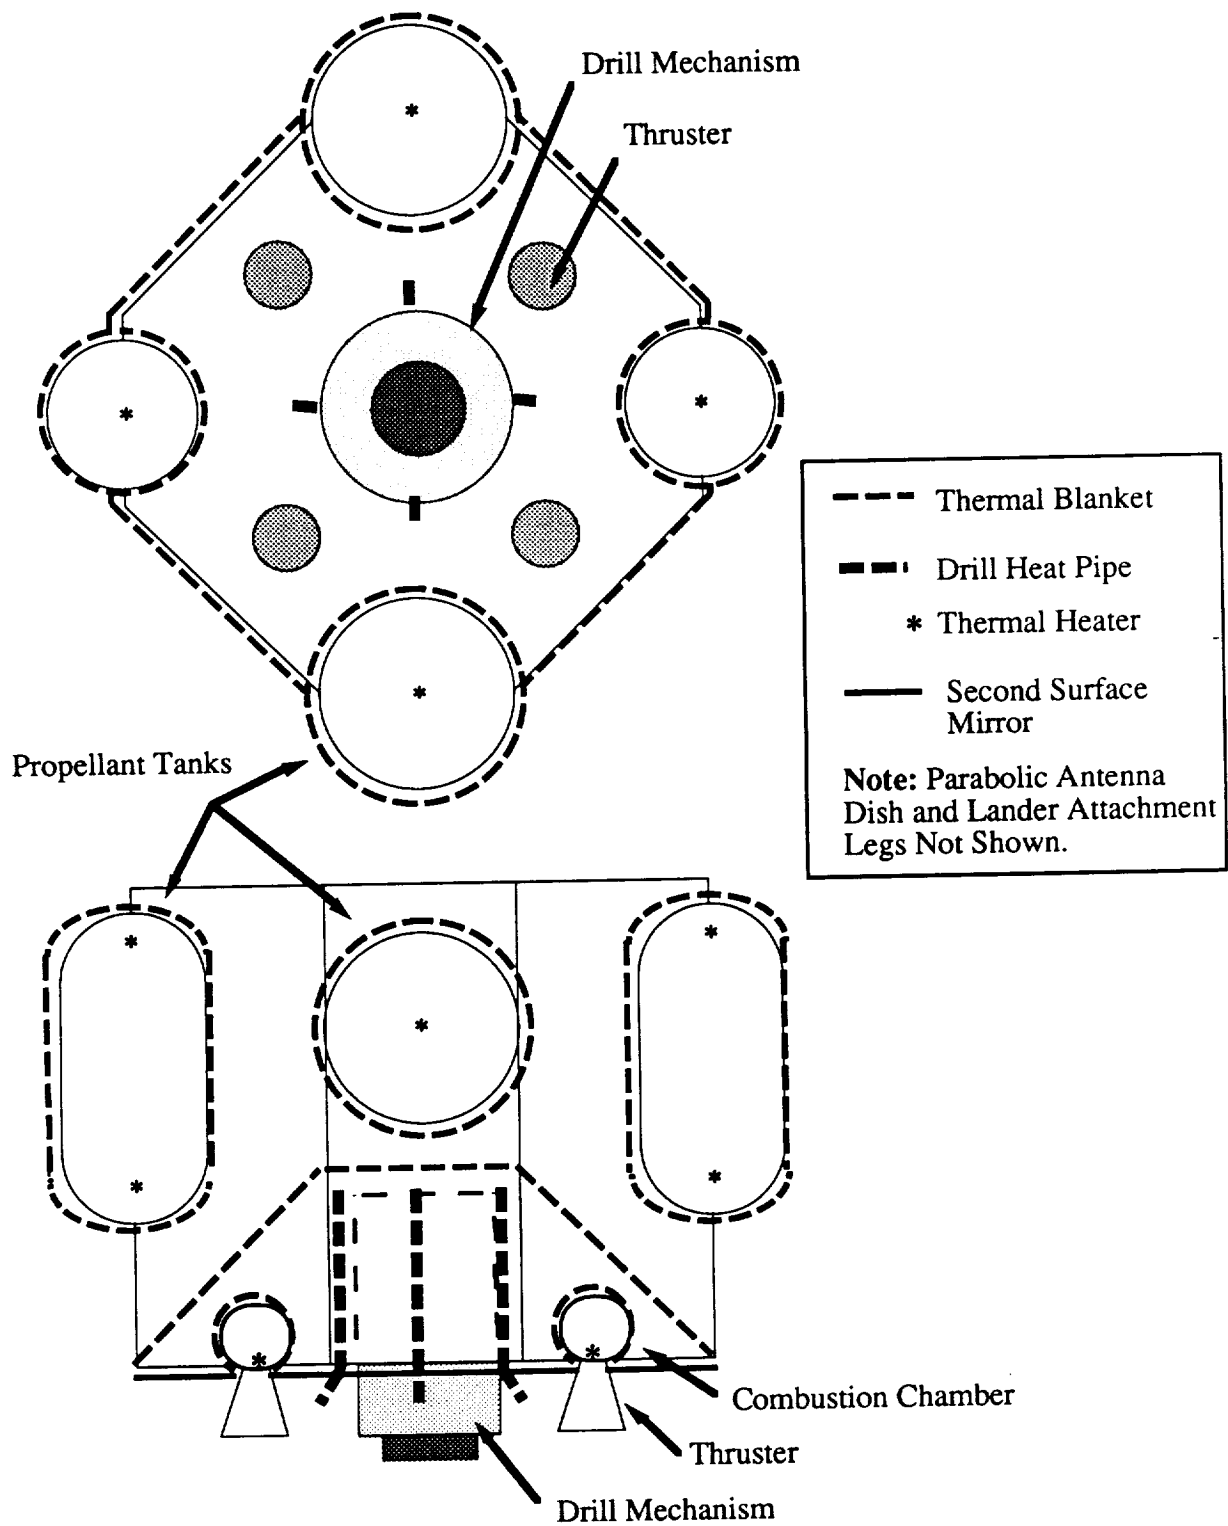 Drill Mechanism
Thruster
Thermal Blanket
Drill Heat Pipe
* Thermal Heater
Second Surface
Mirror
Note: Parabolic Antenna
Dish and Lander Attachment
Legs Not Shown.
Propellant Tanks
Combustion Chamber
Thruster
Drill Mechanism